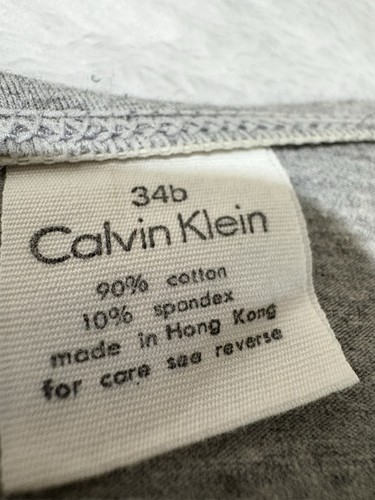 34b
Calvin Klein
90% cotton
10% spandex
made in Hong Kong
for care see reverse